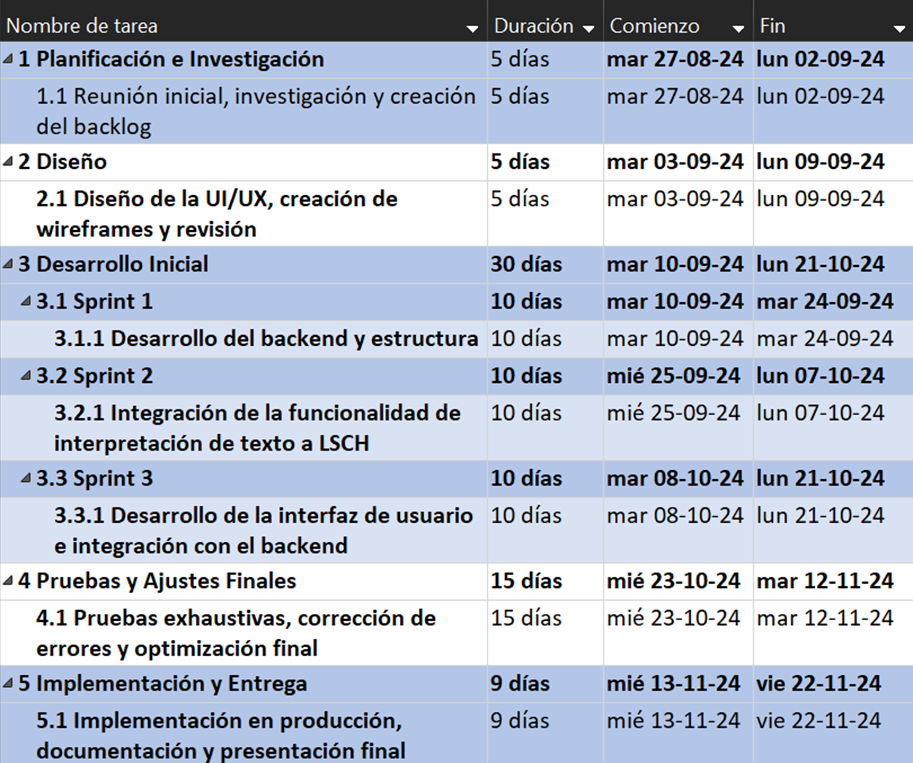 Nombre de tarea Duración Comienzo Fin
1 Planificación e Investigación 5 días mar 27-08-24 lun 02-09-24
1.1 Reunión inicial, investigación y creación 5 días mar 27-08-24 lun 02-09-24
del backlog
2 Diseño 5 días mar 03-09-24 lun 09-09-24
2.1 Diseño de la UI/UX, creación de 5 días mar 03-09-24 lun 09-09-24
wireframes y revisión
3 Desarrollo Inicial 30 días mar 10-09-24 lun 21-10-24
3.1 Sprint 1 10 días mar 10-09-24 mar 24-09-24
3.1.1 Desarrollo del backend y estructura 10 días mar 10-09-24 mar 24-09-24
3.2 Sprint 2 10 días mié 25-09-24 lun 07-10-24
3.2.1 Integración de la funcionalidad de 10 días mié 25-09-24 lun 07-10-24
interpretación de texto a LSCH
3.3 Sprint 3 10 días mar 08-10-24 lun 21-10-24
3.3.1 Desarrollo de la interfaz de usuario 10 días mar 08-10-24 lun 21-10-24
e integración con el backend
4 Pruebas y Ajustes Finales 15 días mié 23-10-24 mar 12-11-24
4.1 Pruebas exhaustivas, corrección de 15 días mié 23-10-24 mar 12-11-24
errores y optimización final
5 Implementación y Entrega 9 días mié 13-11-24 vie 22-11-24
5.1 Implementación en producción, 9 días mié 13-11-24 vie 22-11-24
documentación y presentación final